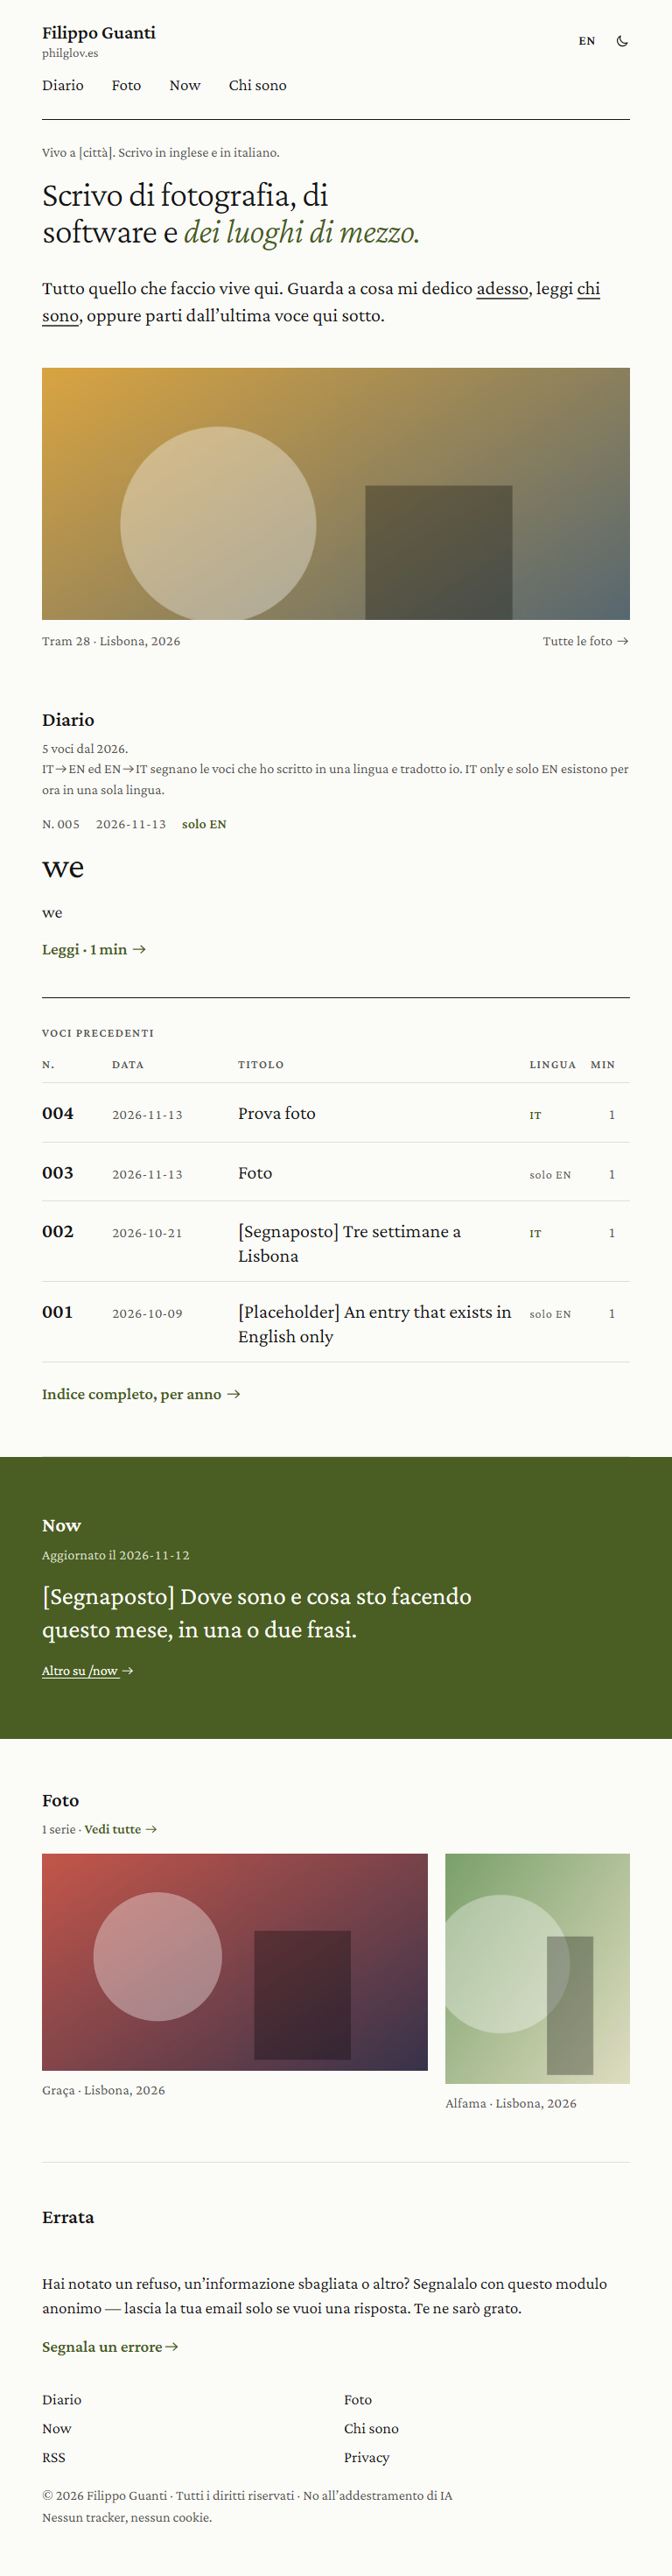 Filippo Guanti
philglov.es
EN
Diario Foto Now Chi sono
Vivo a [città]. Scrivo in inglese e in italiano.
Scrivo di fotografia, di
software e dei luoghi di mezzo.
Tutto quello che faccio vive qui. Guarda a cosa mi dedico adesso, leggi chi
sono, oppure parti dall’ultima voce qui sotto.
Tram 28 · Lisbona, 2026
Tutte le foto →
Diario
5 voci dal 2026.
IT→EN ed EN→IT segnano le voci che ho scritto in una lingua e tradotto io. IT only e solo EN esistono per
ora in una sola lingua.
N. 005 2026-11-13 solo EN
we
we
Leggi · 1 min →
VOCI PRECEDENTI
N. DATA TITOLO LINGUA MIN
004 2026-11-13 Prova foto IT 1
003 2026-11-13 Foto solo EN 1
002 2026-10-21 [Segnaposto] Tre settimane a IT 1
Lisbona
001 2026-10-09 [Placeholder] An entry that exists in solo EN 1
English only
Indice completo, per anno →
Now
Aggiornato il 2026-11-12
[Segnaposto] Dove sono e cosa sto facendo
questo mese, in una o due frasi.
Altro su /now →
Foto
1 serie · Vedi tutte →
Graça · Lisbona, 2026
Alfama · Lisbona, 2026
Errata
Hai notato un refuso, un’informazione sbagliata o altro? Segnalalo con questo modulo
anonimo — lascia la tua email solo se vuoi una risposta. Te ne sarò grato.
Segnala un errore→
Diario Foto
Now Chi sono
RSS Privacy
© 2026 Filippo Guanti · Tutti i diritti riservati · No all’addestramento di IA
Nessun tracker, nessun cookie.